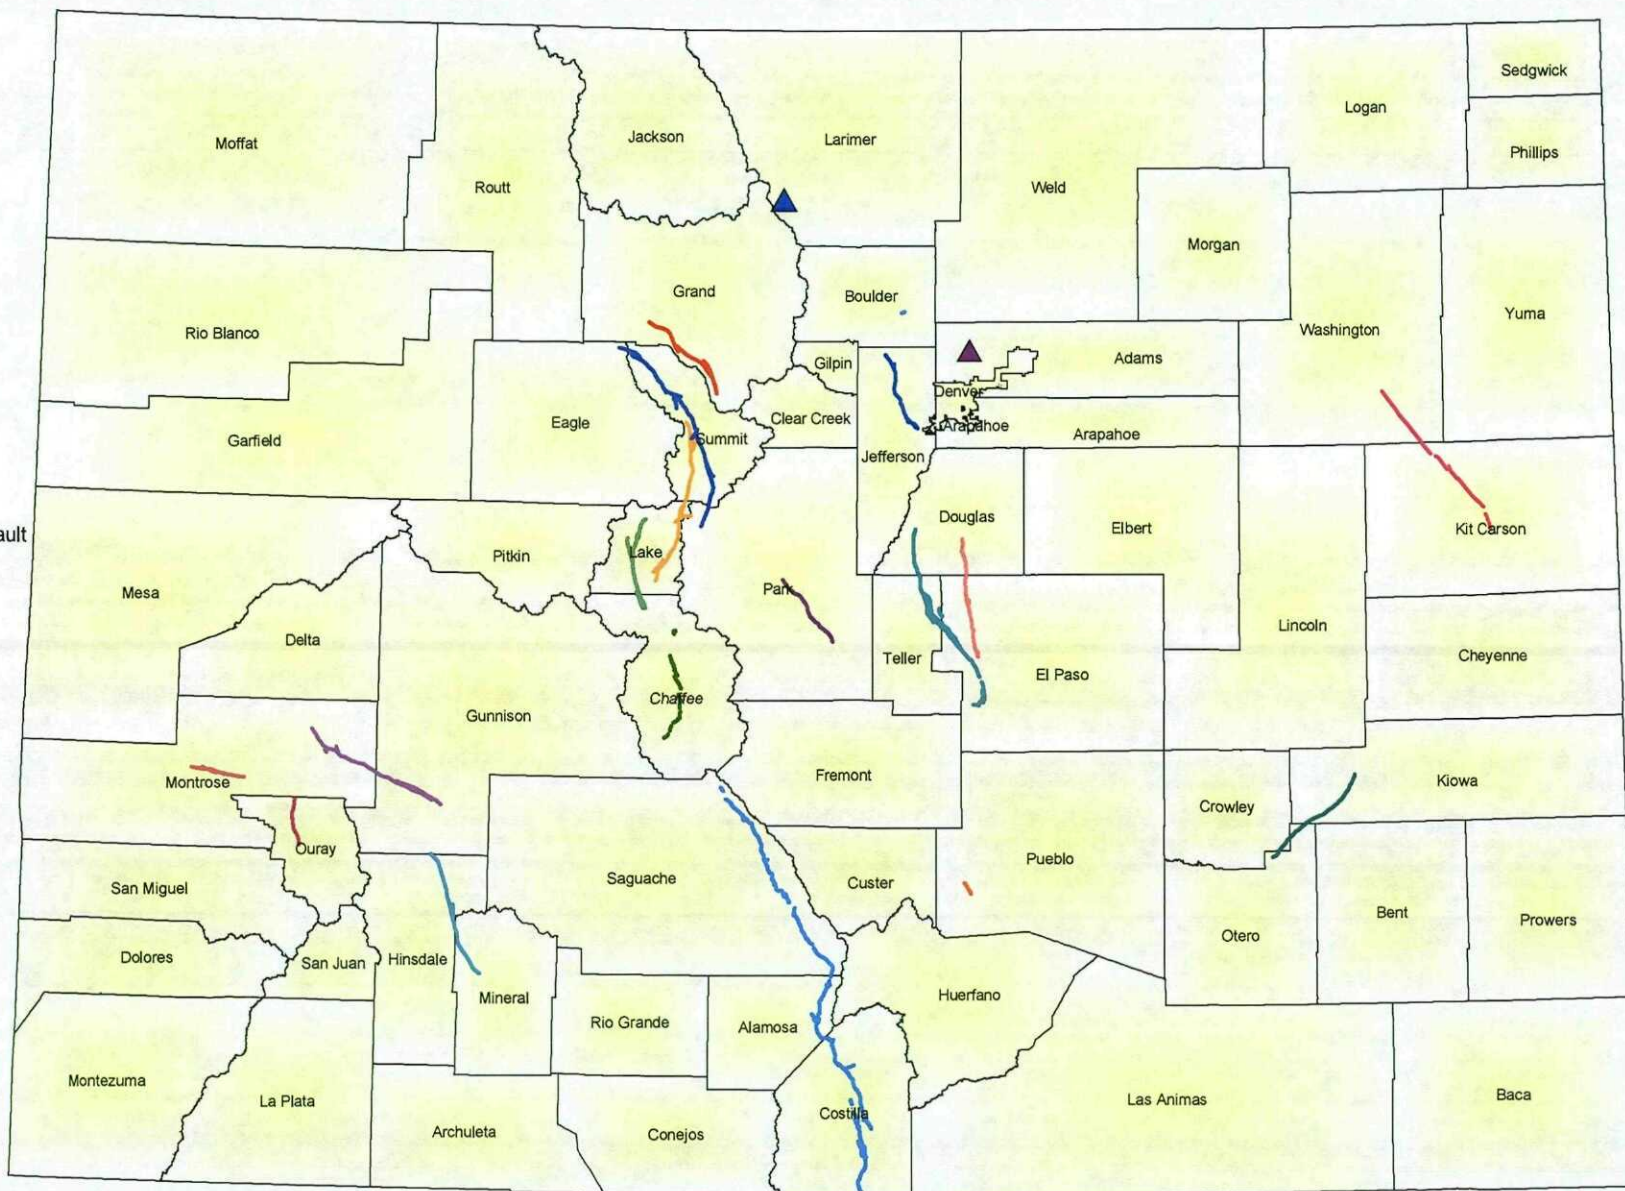 Sedgwick
Logan
Moffat
Jackson
Larimer
Phillips
Routt
Weld
Morgan
Grand
Boulder
Rio Blanco
Washington
Yuma
Gilpin
Adams
Denver
Eagle
Summit
Clear Creek
Arapahoe
Arapahoe
Garfield
Jefferson
Douglas
Elbert
Kit Carson
ault
Pitkin
Lake
Mesa
Park
Delta
Lincoln
Teller
Cheyenne
El Paso
Gunnison
Chaffee
Montrose
Fremont
Kiowa
Crowley
Ouray
Pueblo
San Miguel
Saguache
Custer
Bent
Prowers
Otero
Dolores
San Juan
Hinsdale
Mineral
Huerfano
Rio Grande
Alamosa
Montezuma
La Plata
Costilla
Las Animas
Baca
Archuleta
Conejos